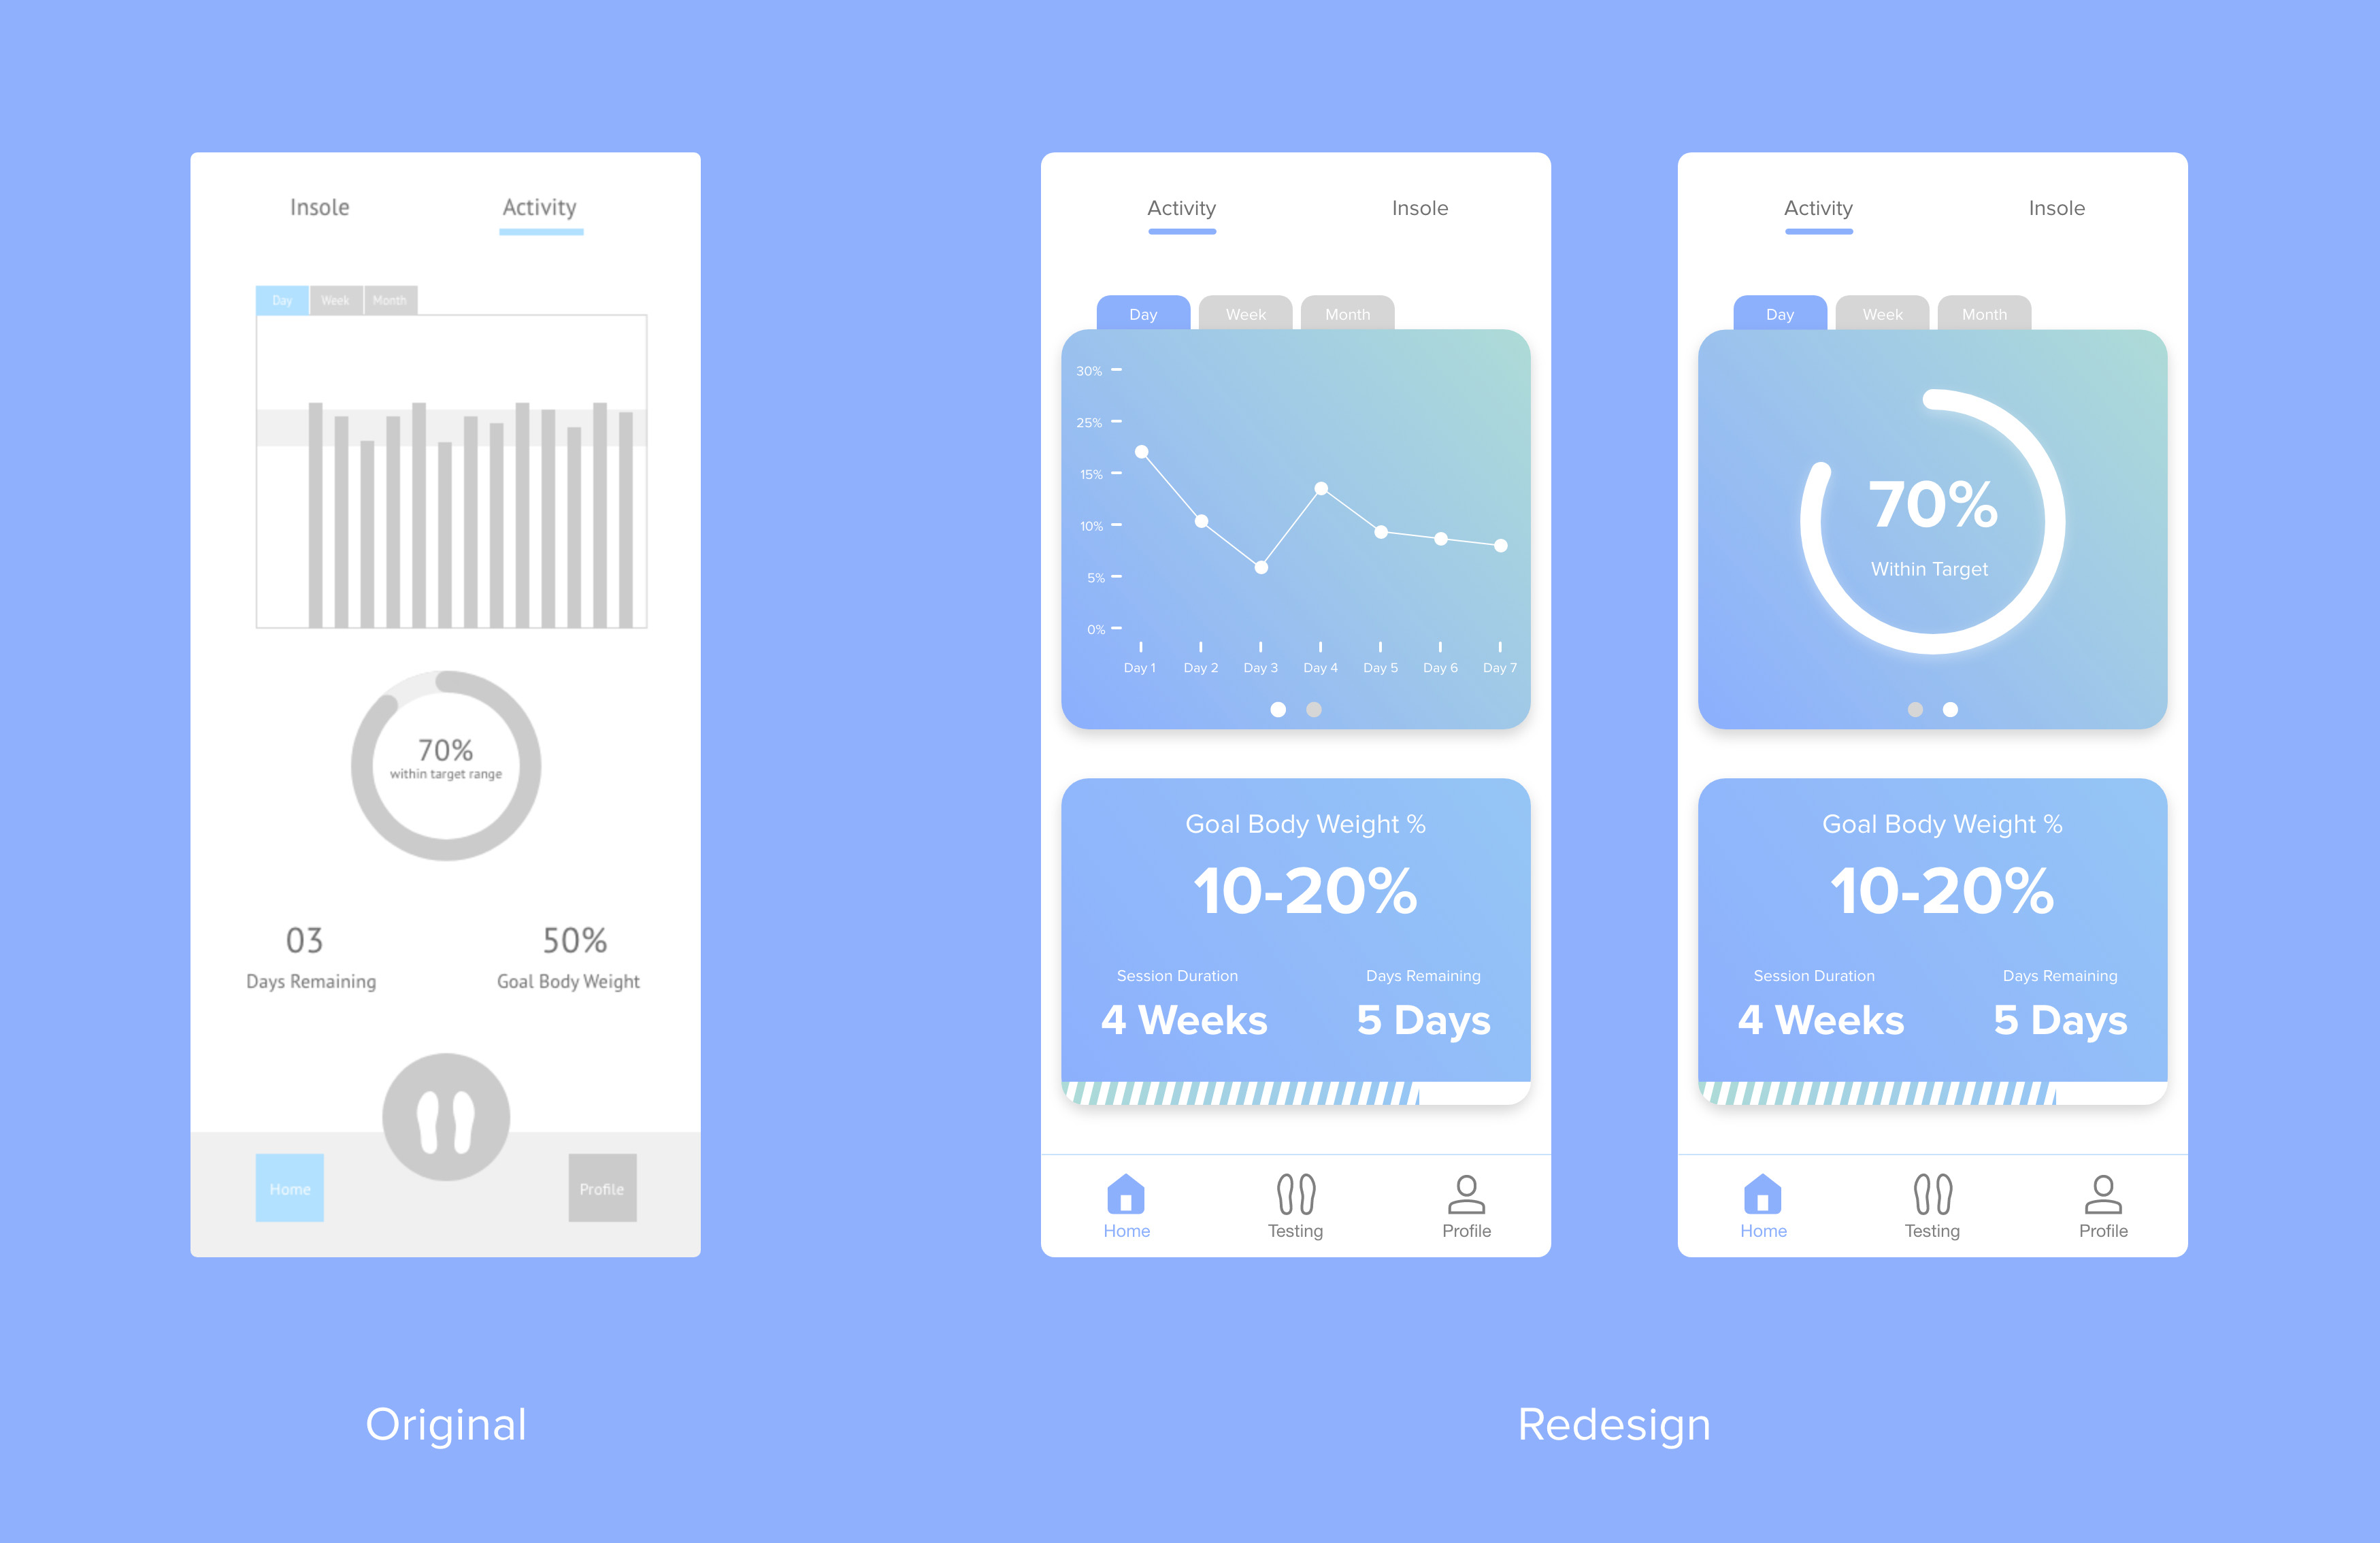 Insole Activity
Day Week Month
70%
within target range
03 50%
Days Remaining Goal Body Weight
Home Profile
Original
Activity Insole
Day Week Month
30%
25%
15%
10%
5%
0%
Day 1 Day 2 Day 3 Day 4 Day 5 Day 6 Day 7
Goal Body Weight %
10-20%
Session Duration Days Remaining
4 Weeks 5 Days
Home Testing Profile
Activity Insole
Day Week Month
70%
Within Target
Goal Body Weight %
10-20%
Session Duration Days Remaining
4 Weeks 5 Days
Home Testing Profile
Redesign